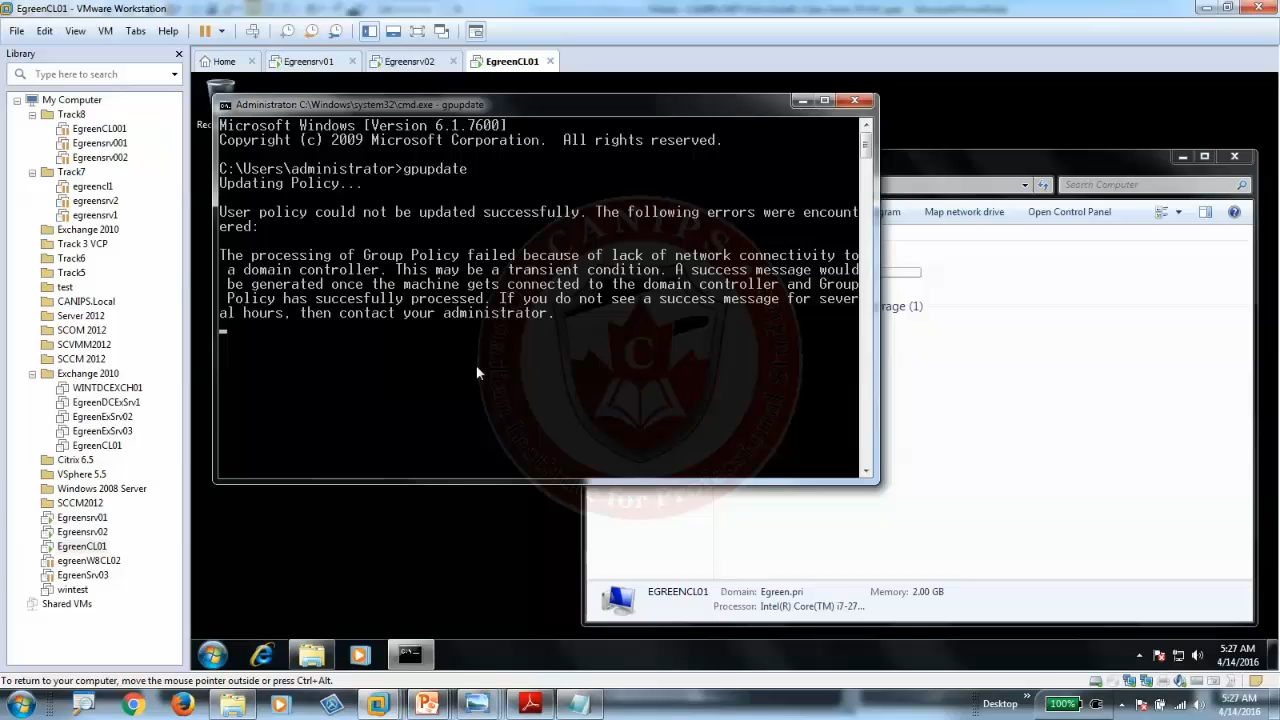 EgreenCL01 - VMware Workstation
File Edit View VM Tabs Help
Library
Type here to search
My Computer
Track8
EgreenCL001
Egreensrv001
Egreensrv002
Track7
egreencl1
egreensrv2
egreensrv1
Exchange 2010
Track 3 VCP
Track6
Track5
test
CANIPS.Local
Server 2012
SCOM 2012
SCVMM2012
SCCM 2012
Exchange 2010
WINTDCEXCH01
EgreenDCExSrv1
EgreenExSrv02
EgreenExSrv03
EgreenCL01
Citrix 6.5
VSphere 5.5
Windows 2008 Server
SCCM2012
Egreensrv01
Egreensrv02
EgreenCL01
egreenW8CL02
EgreenSrv03
wintest
Shared VMs
Home Egreensrv01 Egreensrv02 EgreenCL01
Rec
Administrator: C:\Windows\system32\cmd.exe - gpupdate
Microsoft Windows [Version 6.1.7600]
Copyright (c) 2009 Microsoft Corporation. All rights reserved.
C:\Users\administrator>gpupdate
Updating Policy...
User policy could not be updated successfully. The following errors were encount
ered:
The processing of Group Policy failed because of lack of network connectivity to
a domain controller. This may be a transient condition. A success message would
be generated once the machine gets connected to the domain controller and Group
Policy has succesfully processed. If you do not see a success message for sever
al hours, then contact your administrator.
Search Computer
gram Map network drive Open Control Panel
rage (1)
CANIPS
C
EGREENCL01 Domain: Egreen.pri Memory: 2.00 GB
Processor: Intel(R) Core(TM) i7-27...
5:27 AM
4/14/2016
To return to your computer, move the mouse pointer outside or press Ctrl+Alt.
Desktop
100%
5:27 AM
4/14/2016